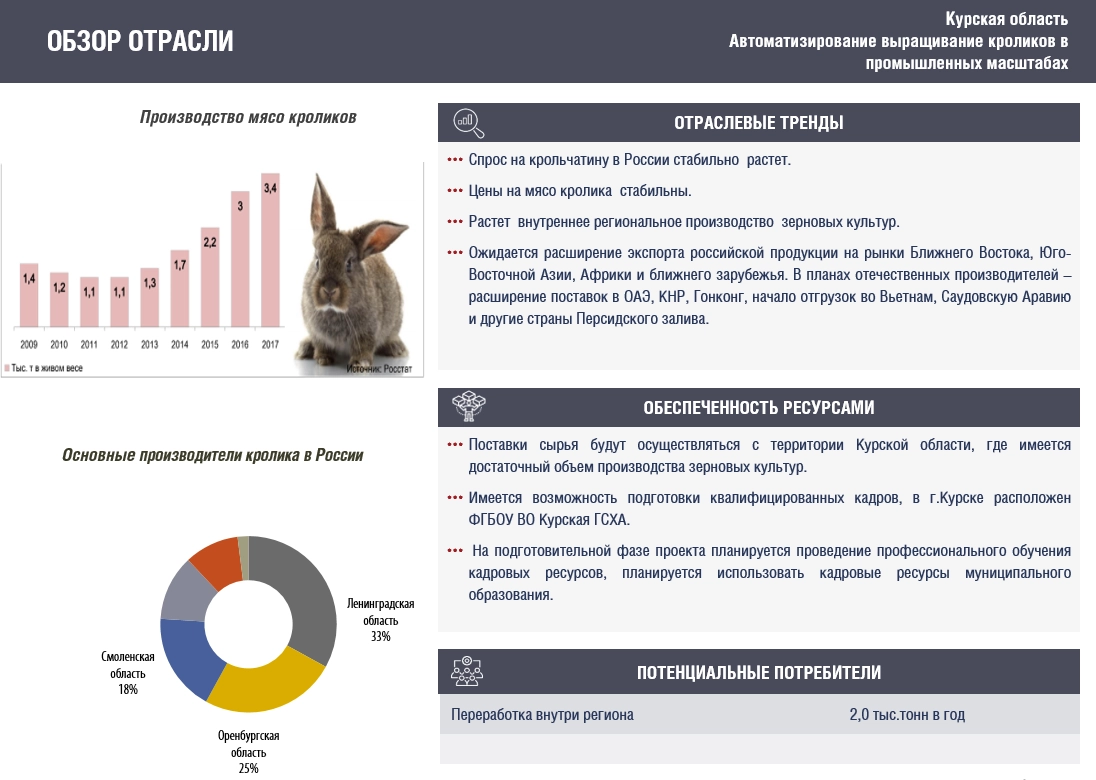 ОБЗОР ОТРАСЛИ
Курская область
Автоматизирование выращивание кроликов в
промышленных масштабах
Производство мясо кроликов
1,4
1,2
1,1
1,1
1,3
1,7
2,2
3
3,4
2009 2010 2011 2012 2013 2014 2015 2016 2017
Тыс. т в живом весе
Источник: Росстат
Основные производители кролика в России
Ленинградская
область
33%
Смоленская
область
18%
Оренбургская
область
25%
ОТРАСЛЕВЫЕ ТРЕНДЫ
••• Спрос на крольчатину в России стабильно растет.
••• Цены на мясо кролика стабильны.
••• Растет внутреннее региональное производство зерновых культур.
••• Ожидается расширение экспорта российской продукции на рынки Ближнего Востока, Юго-
Восточной Азии, Африки и ближнего зарубежья. В планах отечественных производителей –
расширение поставок в ОАЭ, КНР, Гонконг, начало отгрузок во Вьетнам, Саудовскую Аравию
и другие страны Персидского залива.
ОБЕСПЕЧЕННОСТЬ РЕСУРСАМИ
••• Поставки сырья будут осуществляться с территории Курской области, где имеется
достаточный объем производства зерновых культур.
••• Имеется возможность подготовки квалифицированных кадров, в г.Курске расположен
ФГБОУ ВО Курская ГСХА.
••• На подготовительной фазе проекта планируется проведение профессионального обучения
кадровых ресурсов, планируется использовать кадровые ресурсы муниципального
образования.
ПОТЕНЦИАЛЬНЫЕ ПОТРЕБИТЕЛИ
Переработка внутри региона 2,0 тыс.тонн в год